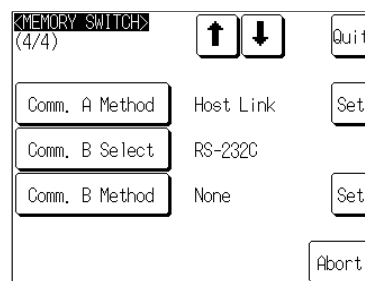 <MEMORY SWITCH>
(4/4) Quit
Comm. A Method Host Link Set
Comm. B Select RS-232C
Comm. B Method None Set
Abort